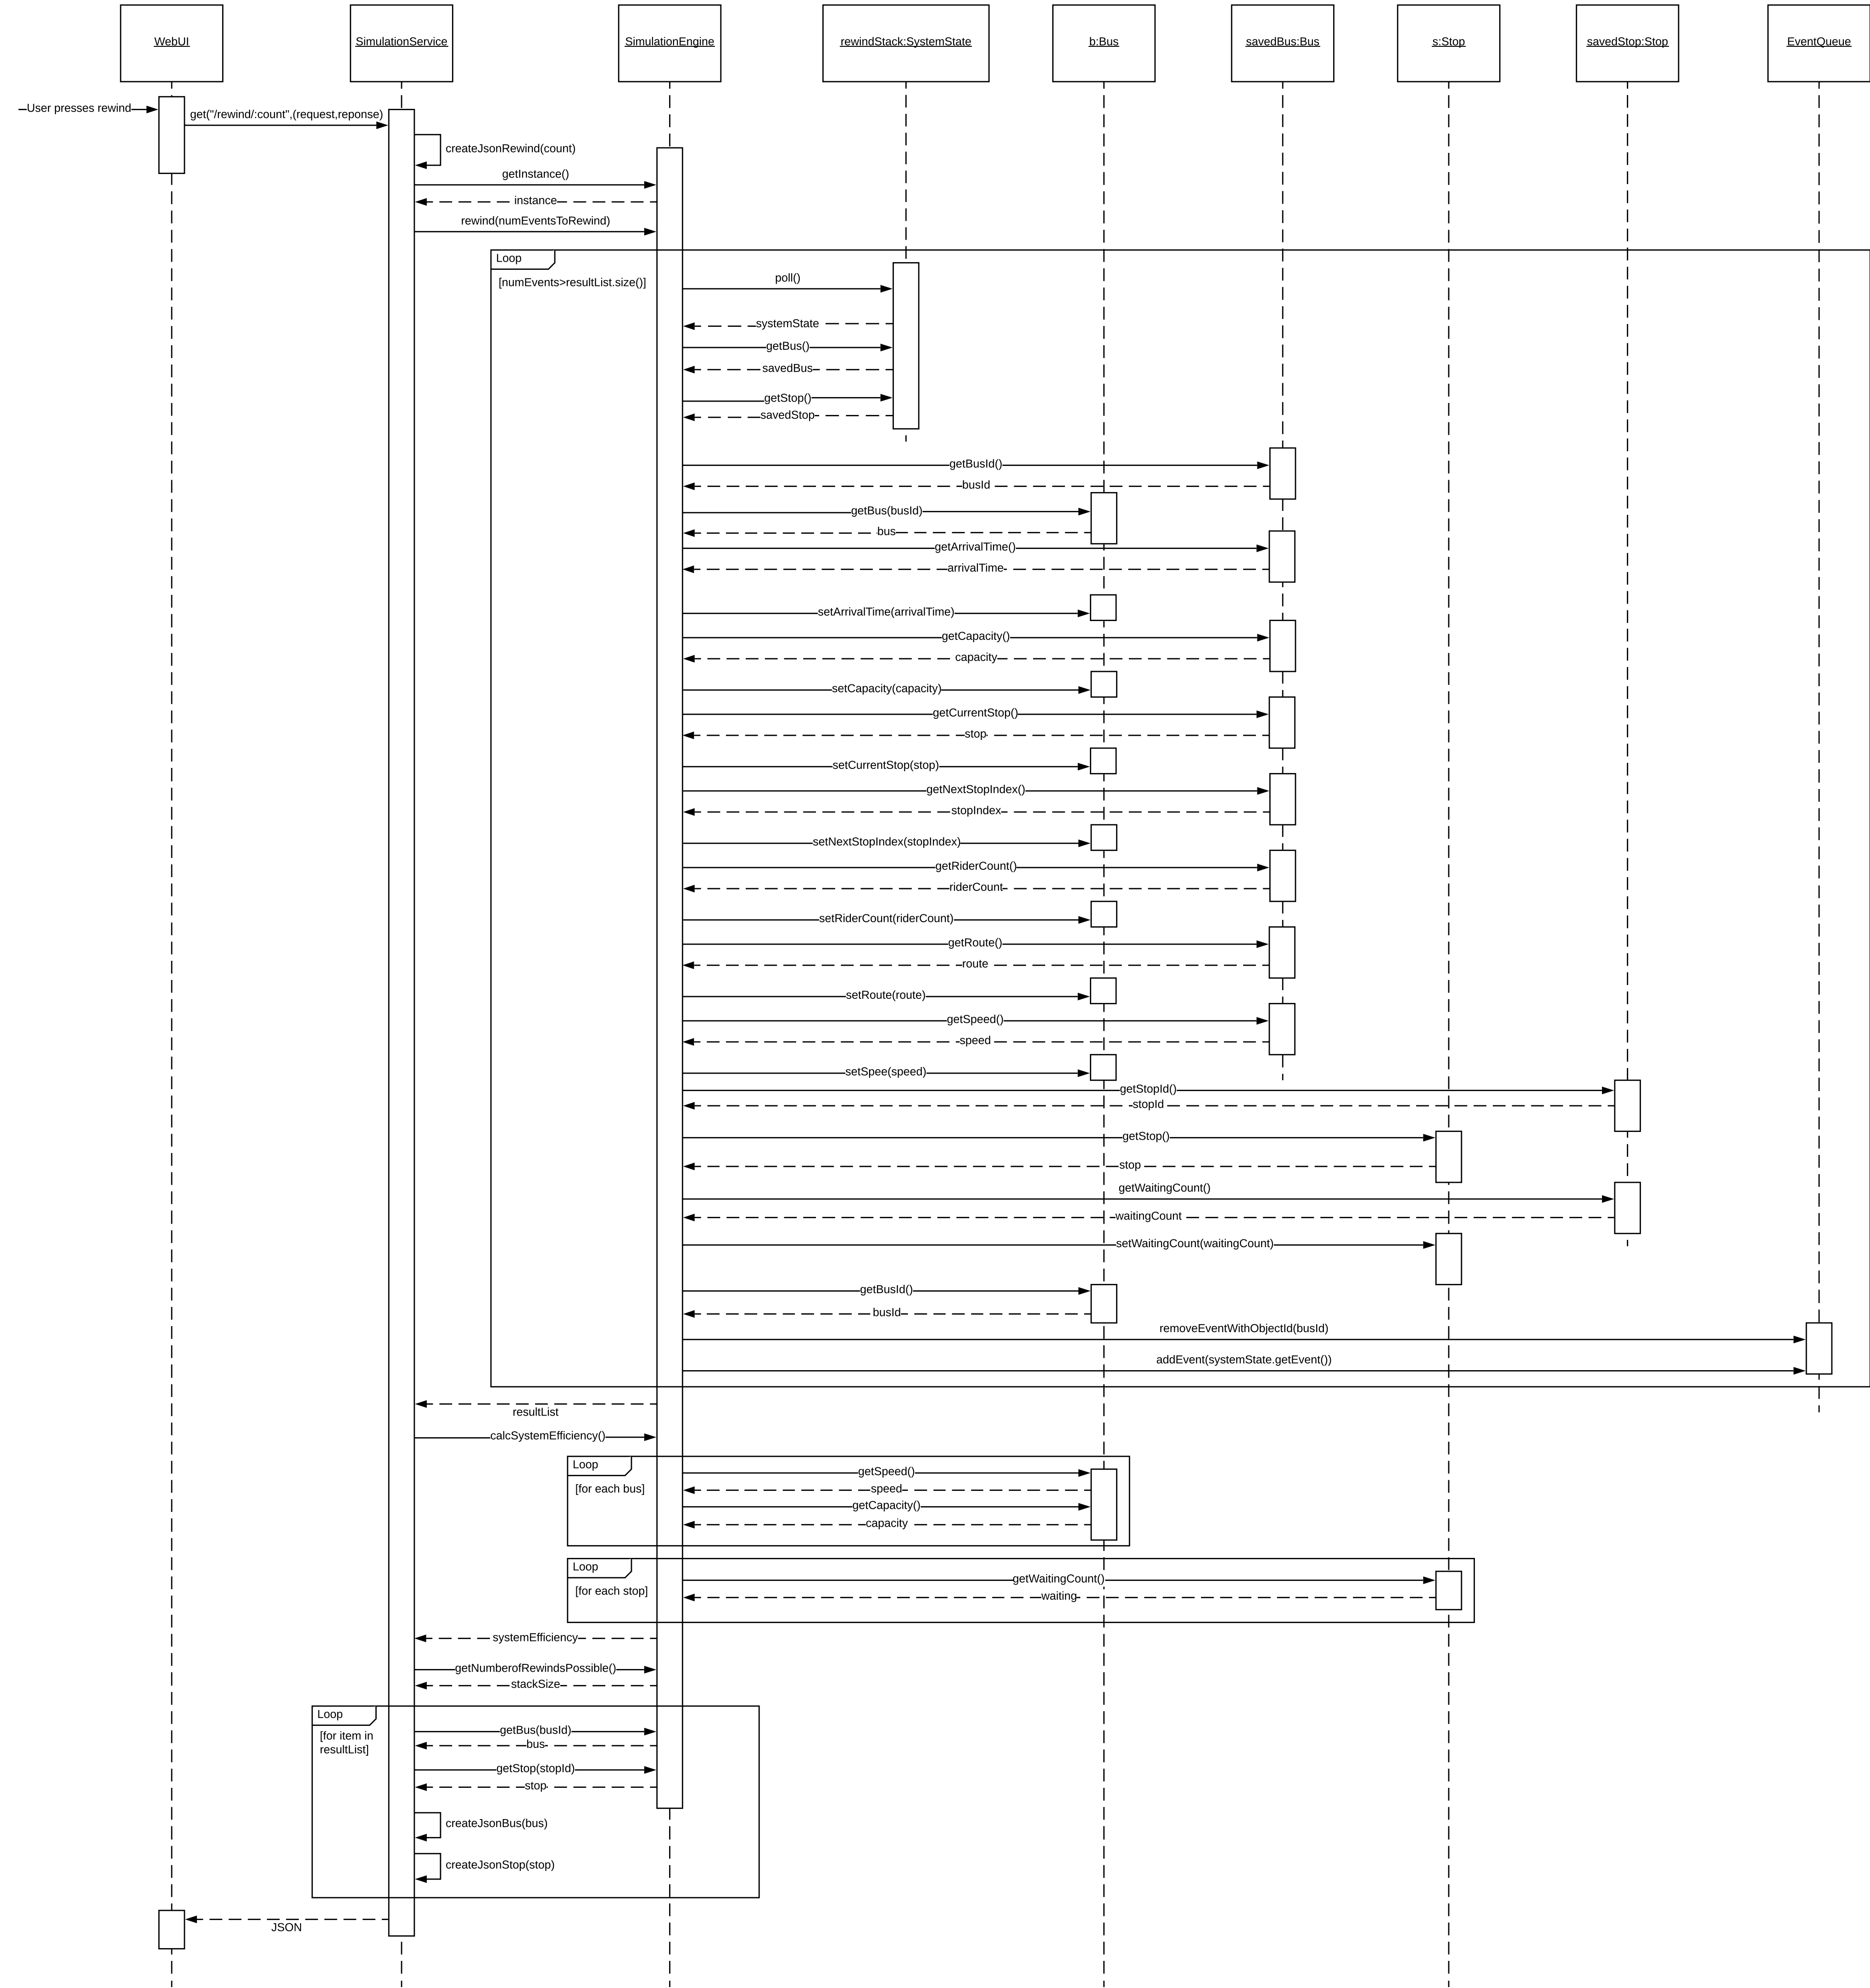 WebUI
SimulationService
SimulationEngine
rewindStack:SystemState
b:Bus
savedBus:Bus
s:Stop
savedStop:Stop
EventQueue
User presses rewind
get("/rewind/:count",(request,reponse)
createJsonRewind(count)
getInstance()
instance
rewind(numEventsToRewind)
Loop
[numEvents>resultList.size()]
poll()
systemState
getBus()
savedBus
getStop()
savedStop
getBusId()
busId
getBus(busId)
bus
getArrivalTime()
arrivalTime
setArrivalTime(arrivalTime)
getCapacity()
capacity
setCapacity(capacity)
getCurrentStop()
stop
setCurrentStop(stop)
getNextStopIndex()
stopIndex
setNextStopIndex(stopIndex)
getRiderCount()
riderCount
setRiderCount(riderCount)
getRoute()
route
setRoute(route)
getSpeed()
speed
setSpee(speed)
getStopId()
stopId
getStop()
stop
getWaitingCount()
waitingCount
setWaitingCount(waitingCount)
getBusId()
busId
removeEventWithObjectId(busId)
addEvent(systemState.getEvent())
resultList
calcSystemEfficiency()
Loop
[for each bus]
getSpeed()
speed
getCapacity()
capacity
Loop
[for each stop]
getWaitingCount()
waiting
systemEfficiency
getNumberofRewindsPossible()
stackSize
Loop
[for item in
resultList]
getBus(busId)
bus
getStop(stopId)
stop
createJsonBus(bus)
createJsonStop(stop)
JSON